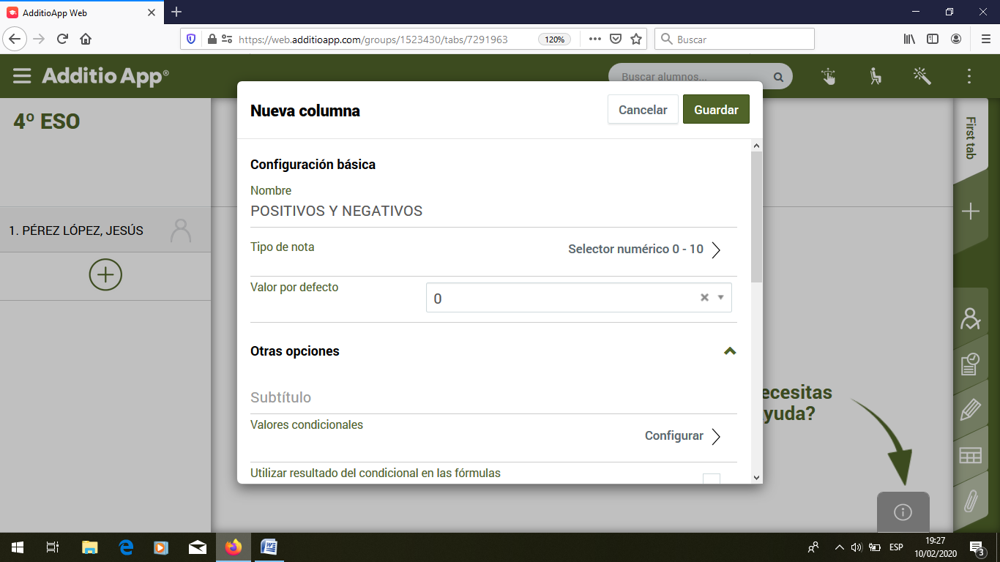 AdditioApp Web
https://web.additioapp.com/groups/1523430/tabs/7291963
120%
Buscar
Additio App®
Buscar alumnos...
4º ESO
Nueva columna
Cancelar
Guardar
First tab
Configuración básica
Nombre
POSITIVOS Y NEGATIVOS
1. PÉREZ LÓPEZ, JESÚS
Tipo de nota
Selector numérico 0 - 10
Valor por defecto
0
Otras opciones
Subtítulo
ecesitas
yuda?
Valores condicionales
Configurar
Utilizar resultado del condicional en las fórmulas
ESP
19:27
10/02/2020
3